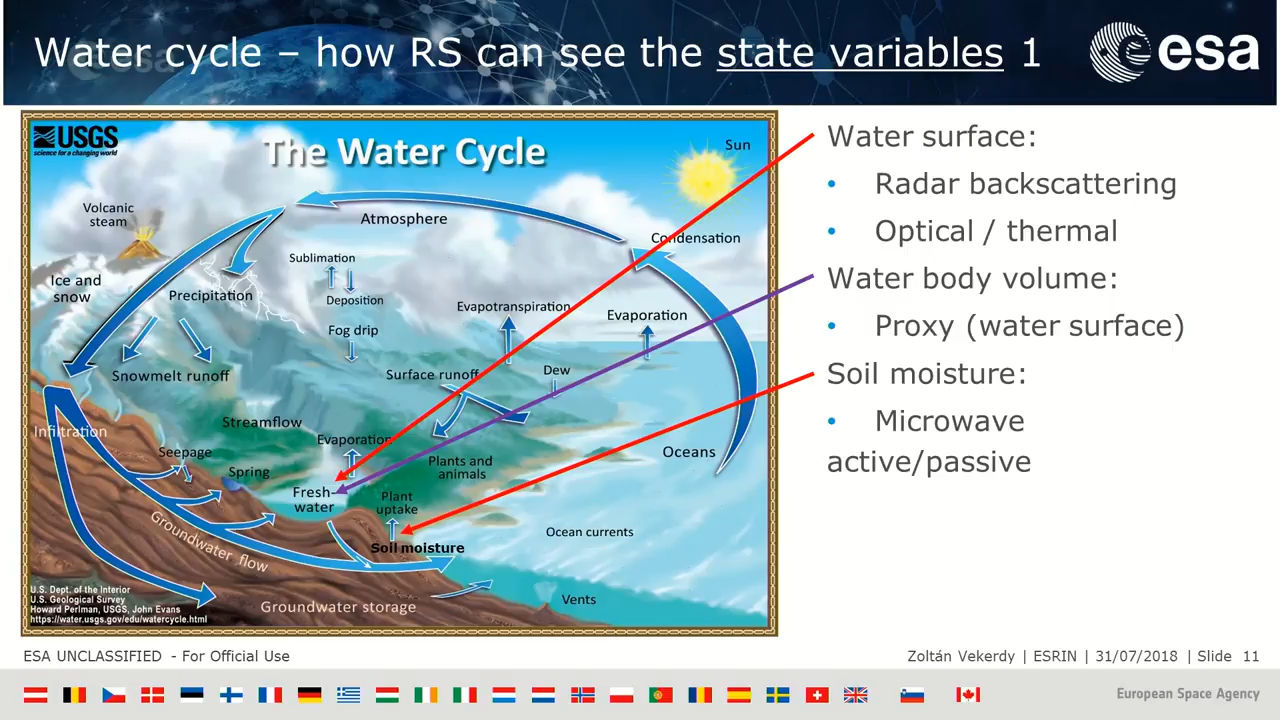 Water cycle – how RS can see the state variables 1
esa
USGS
science for a changing world
The Water Cycle
Sun
Volcanic
steam
Atmosphere
Condensation
Sublimation
Ice and
snow
Precipitation
Deposition
Evapotranspiration
Evaporation
Fog drip
Snowmelt runoff
Surface runoff
Dew
Streamflow
Infiltration
Evaporation
Seepage
Oceans
Spring
Plants and
animals
Fresh-
water
Plant
uptake
Groundwater flow
Ocean currents
Soil moisture
U.S. Dept. of the Interior
U.S. Geological Survey
Howard Perlman, USGS, John Evans
https://water.usgs.gov/edu/watercycle.html
Groundwater storage
Vents
Water surface:
• Radar backscattering
• Optical / thermal
Water body volume:
• Proxy (water surface)
Soil moisture:
• Microwave
active/passive
ESA UNCLASSIFIED - For Official Use
Zoltán Vekerdy | ESRIN | 31/07/2018 | Slide 11
European Space Agency